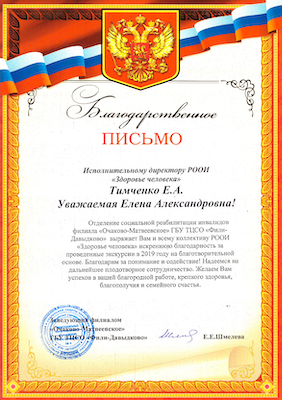 Благодарственное
ПИСЬМО
Исполнительному директору РООИ
«Здоровье человека»
Тимченко Е.А.
Уважаемая Елена Александровна!
Отделение социальной реабилитации инвалидов
филиала «Очаково-Матвеевское» ГБУ ТЦСО «Фили-
Давыдково» выражает Вам и всему коллективу РООИ
"Здоровье человека» искреннюю благодарность за
проведенные экскурсии в 2019 году на благотворительной
основе. Благодарим за понимание и содействие! Надеемся на
дальнейшее плодотворное сотрудничество. Желаем Вам
успехов в вашей благородной работе, крепкого здоровья,
благополучия и семейного счастья.
Заведующая филиалом
«Очаково-Матвеевское»
ГБУ ТЦСО «Фили-Давыдково»
Е.Е.Шмелева